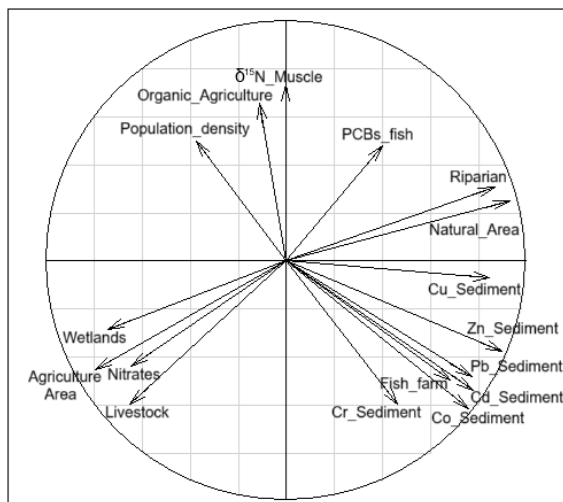 δ¹⁵N_Muscle
Organic_Agriculture
Population_density
PCBs_fish
Riparian
Natural_Area
Cu_Sediment
Zn_Sediment
Wetlands
Pb_Sediment
Agriculture
Area
Nitrates
Fish_farm
Cd_Sediment
Livestock
Cr_Sediment
Co_Sediment